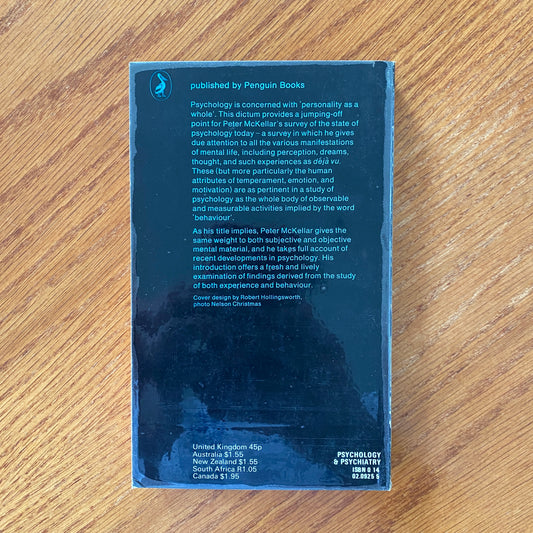 published by Penguin Books
Psychology is concerned with 'personality as a
whole'. This dictum provides a jumping-off
point for Peter McKellar's survey of the state of
psychology today – a survey in which he gives
due attention to all the various manifestations
of mental life, including perception, dreams,
thought, and such experiences as déjà vu.
These (but more particularly the human
attributes of temperament, emotion, and
motivation) are as pertinent in a study of
psychology as the whole body of observable
and measurable activities implied by the word
'behaviour'.
As his title implies, Peter McKellar gives the
same weight to both subjective and objective
mental material, and he takes full account of
recent developments in psychology. His
introduction offers a fresh and lively
examination of findings derived from the study
of both experience and behaviour.
Cover design by Robert Hollingsworth,
photo Nelson Christmas
United Kingdom 45p
Australia $1.55
New Zealand $1.55
South Africa R1.05
Canada $1.95
PSYCHOLOGY
& PSYCHIATRY
ISBN 0 14
02.0925 5